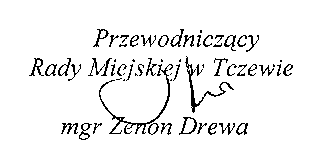 Przewodniczący
Rady Miejskiej w Tczewie
mgr Zenon Drewa